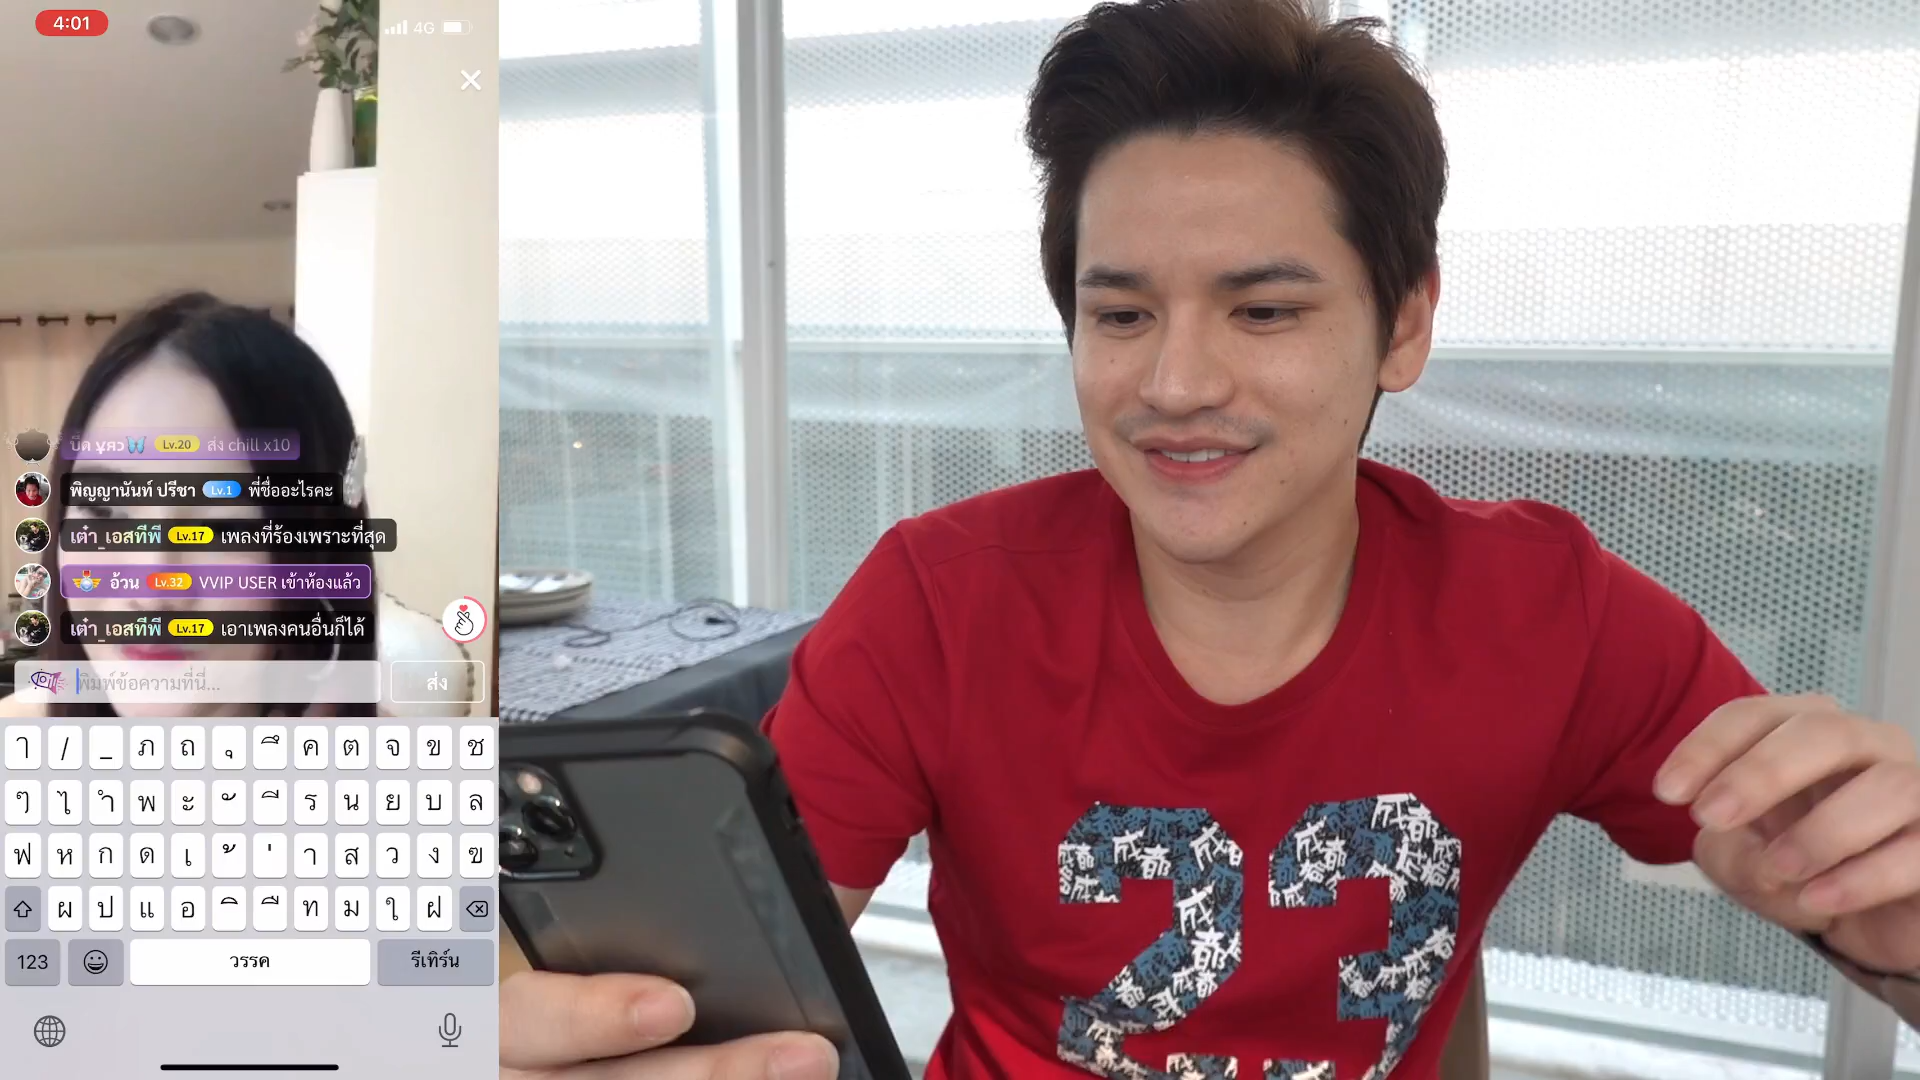 4:01
4G
บ๊ด Lv.20 ส่ง chill x10
พิญญานันท์ ปรีชา Lv.1 พี่ชื่ออะไรคะ
เต๋า_เอสทีพี Lv.17 เพลงที่ร้องเพราะที่สุด
อ้วน Lv.32 VVIP USER เข้าห้องแล้ว
เต๋า_เอสทีพี Lv.17 เอาเพลงคนอื่นก็ได้
พิมพ์ข้อความที่นี่... ส่ง
ๅ / _ ภ ถ ุ ึ ค ต จ ข ช
ๆ ไ ำ พ ะ ั ี ร น ย บ ล
ฟ ห ก ด เ ้ ่ า ส ว ง ฃ
ผ ป แ อ ิ ื ท ม ใ ฝ
123 วรรค รีเทิร์น
23
成都